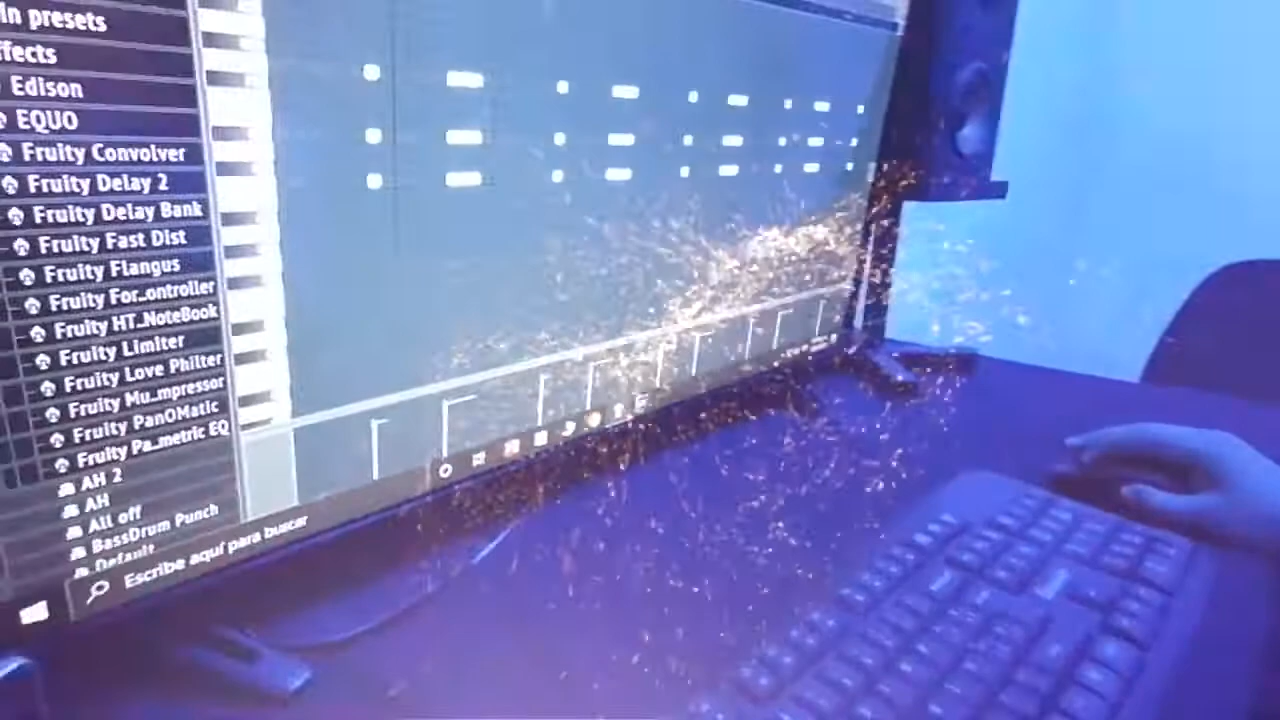 In presets
Edison
EQUO
Fruity Convolver
Fruity Delay 2
Fruity Delay Bank
Fruity Fast Dist
Fruity Flangus
Fruity For..ontroller
Fruity HT..NoteBook
Fruity Limiter
Fruity Love Philter
Fruity Mu..mpressor
Fruity PanOMatic
Fruity Pa..metric EQ
AH 2
AH
All off
BassDrum Punch
Default
Escribe aquí para buscar